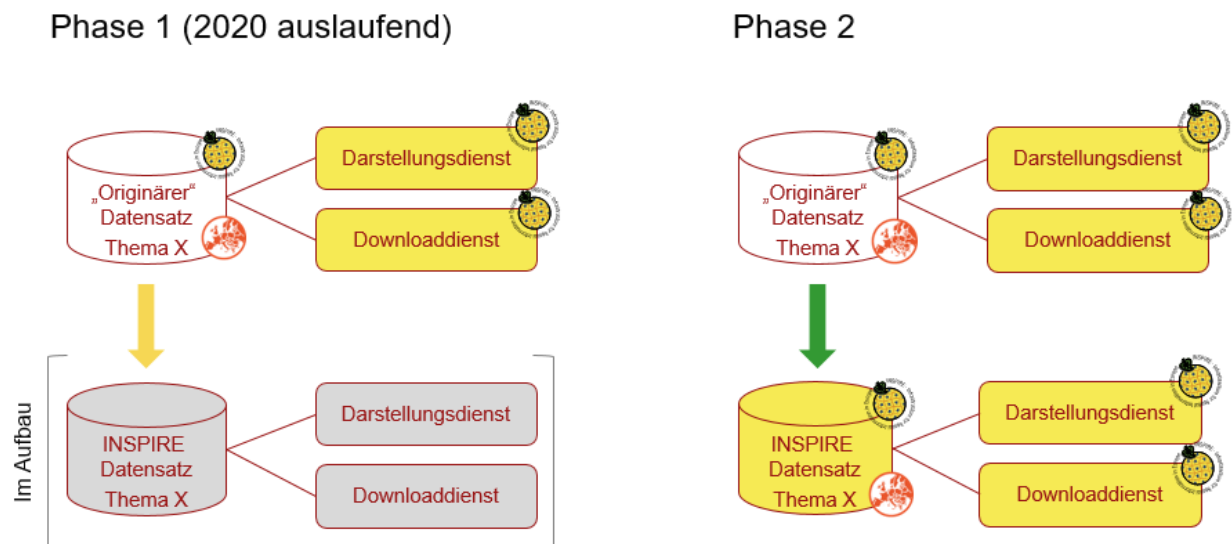 Phase 1 (2020 auslaufend)
„Originärer“
Datensatz
Thema X
Darstellungsdienst
Downloaddienst
Im Aufbau
INSPIRE
Datensatz
Thema X
Darstellungsdienst
Downloaddienst
Phase 2
„Originärer“
Datensatz
Thema X
Darstellungsdienst
Downloaddienst
INSPIRE
Datensatz
Thema X
Darstellungsdienst
Downloaddienst